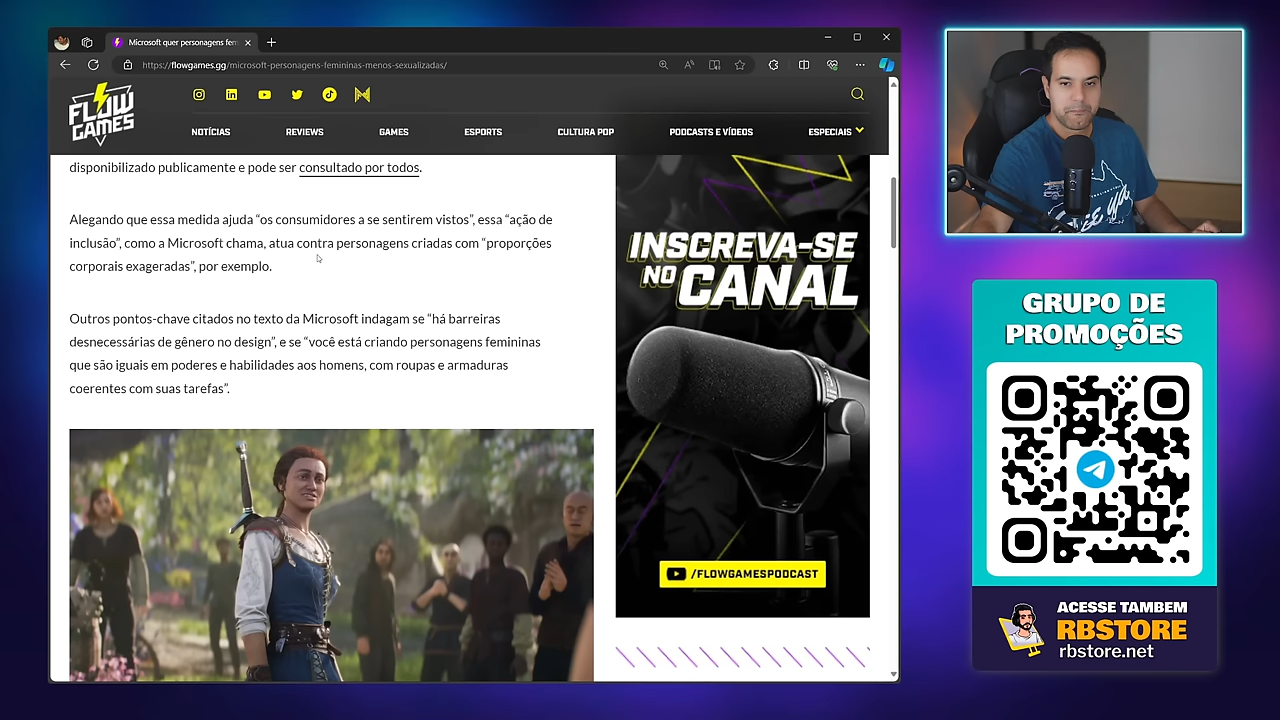 Microsoft quer personagens fem
https://flowgames.gg/microsoft-personagens-femininas-menos-sexualizadas/
FLOW
GAMES
NOTÍCIAS REVIEWS GAMES ESPORTS CULTURA POP PODCASTS E VÍDEOS ESPECIAIS
disponibilizado publicamente e pode ser consultado por todos.
Alegando que essa medida ajuda “os consumidores a se sentirem vistos”, essa “ação de
inclusão”, como a Microsoft chama, atua contra personagens criadas com “proporções
corporais exageradas”, por exemplo.
Outros pontos-chave citados no texto da Microsoft indagam se “há barreiras
desnecessárias de gênero no design”, e se “você está criando personagens femininas
que são iguais em poderes e habilidades aos homens, com roupas e armaduras
coerentes com suas tarefas”.
INSCREVA-SE
NO CANAL
/FLOWGAMESPODCAST
GRUPO DE
PROMOÇÕES
ACESSE TAMBEM
RBSTORE
rbstore.net